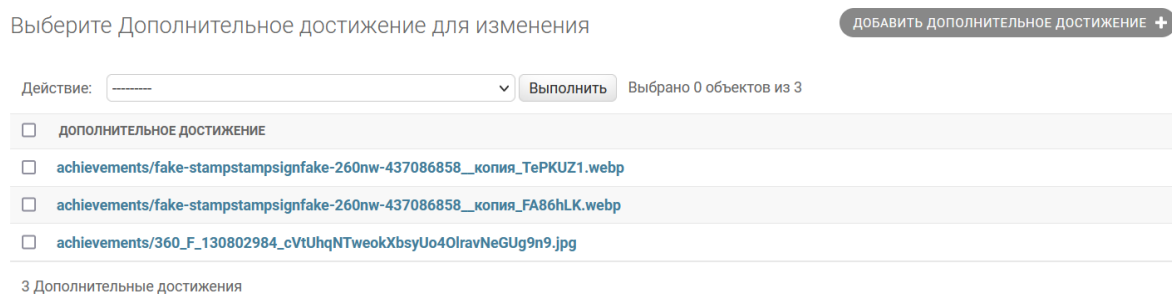 Выберите Дополнительное достижение для изменения
ДОБАВИТЬ ДОПОЛНИТЕЛЬНОЕ ДОСТИЖЕНИЕ +
Действие: --------- Выполнить Выбрано 0 объектов из 3
ДОПОЛНИТЕЛЬНОЕ ДОСТИЖЕНИЕ
achievements/fake-stampstampsignfake-260nw-437086858__копия_TePKUZ1.webp
achievements/fake-stampstampsignfake-260nw-437086858__копия_FA86hLK.webp
achievements/360_F_130802984_cVtUhqNTweokXbsyUo4OlravNeGUg9n9.jpg
3 Дополнительные достижения